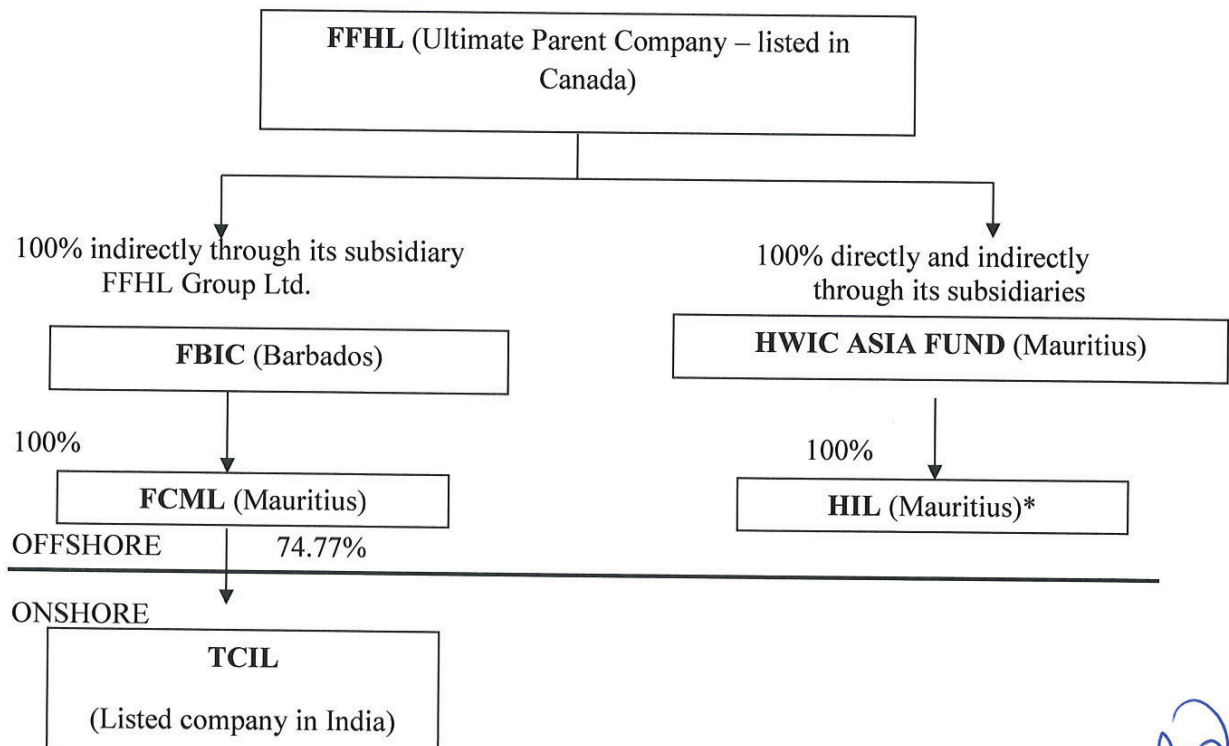 FFHL (Ultimate Parent Company – listed in
Canada)
100% indirectly through its subsidiary
FFHL Group Ltd.
100% directly and indirectly
through its subsidiaries
FBIC (Barbados)
HWIC ASIA FUND (Mauritius)
100%
100%
FCML (Mauritius)
HIL (Mauritius)*
OFFSHORE 74.77%
ONSHORE
TCIL
(Listed company in India)